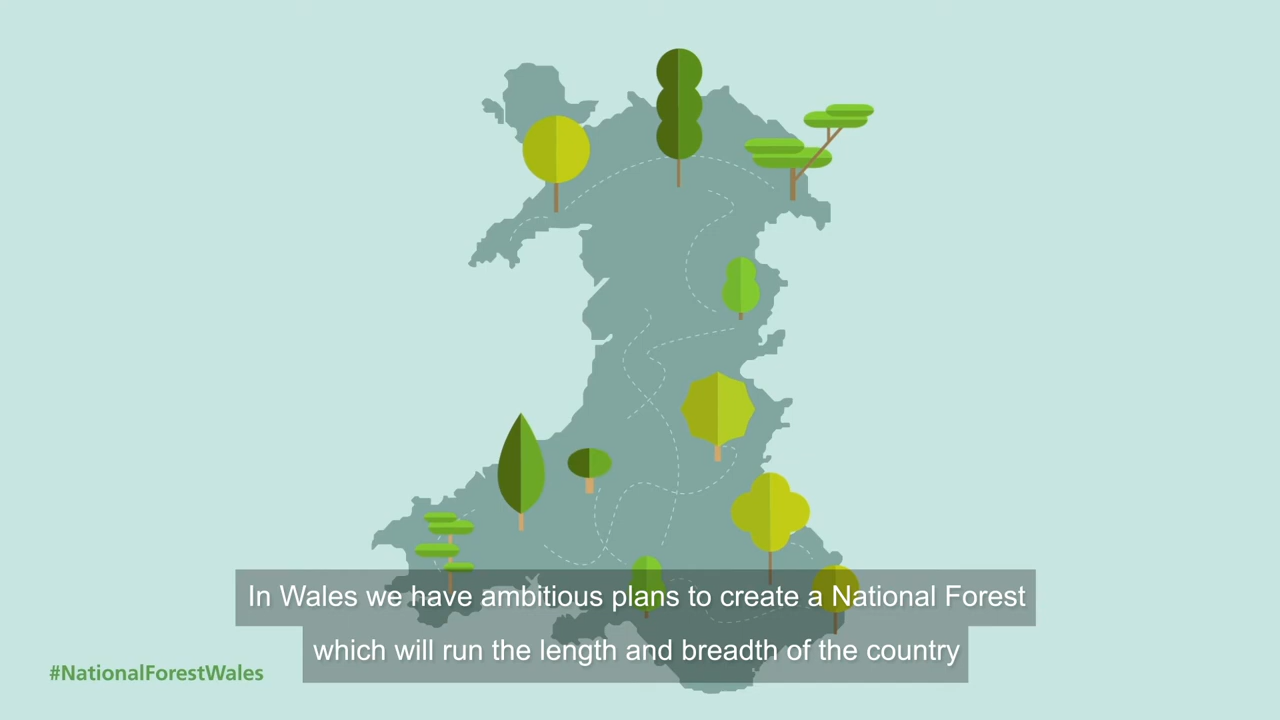 In Wales we have ambitious plans to create a National Forest
which will run the length and breadth of the country
#NationalForestWales